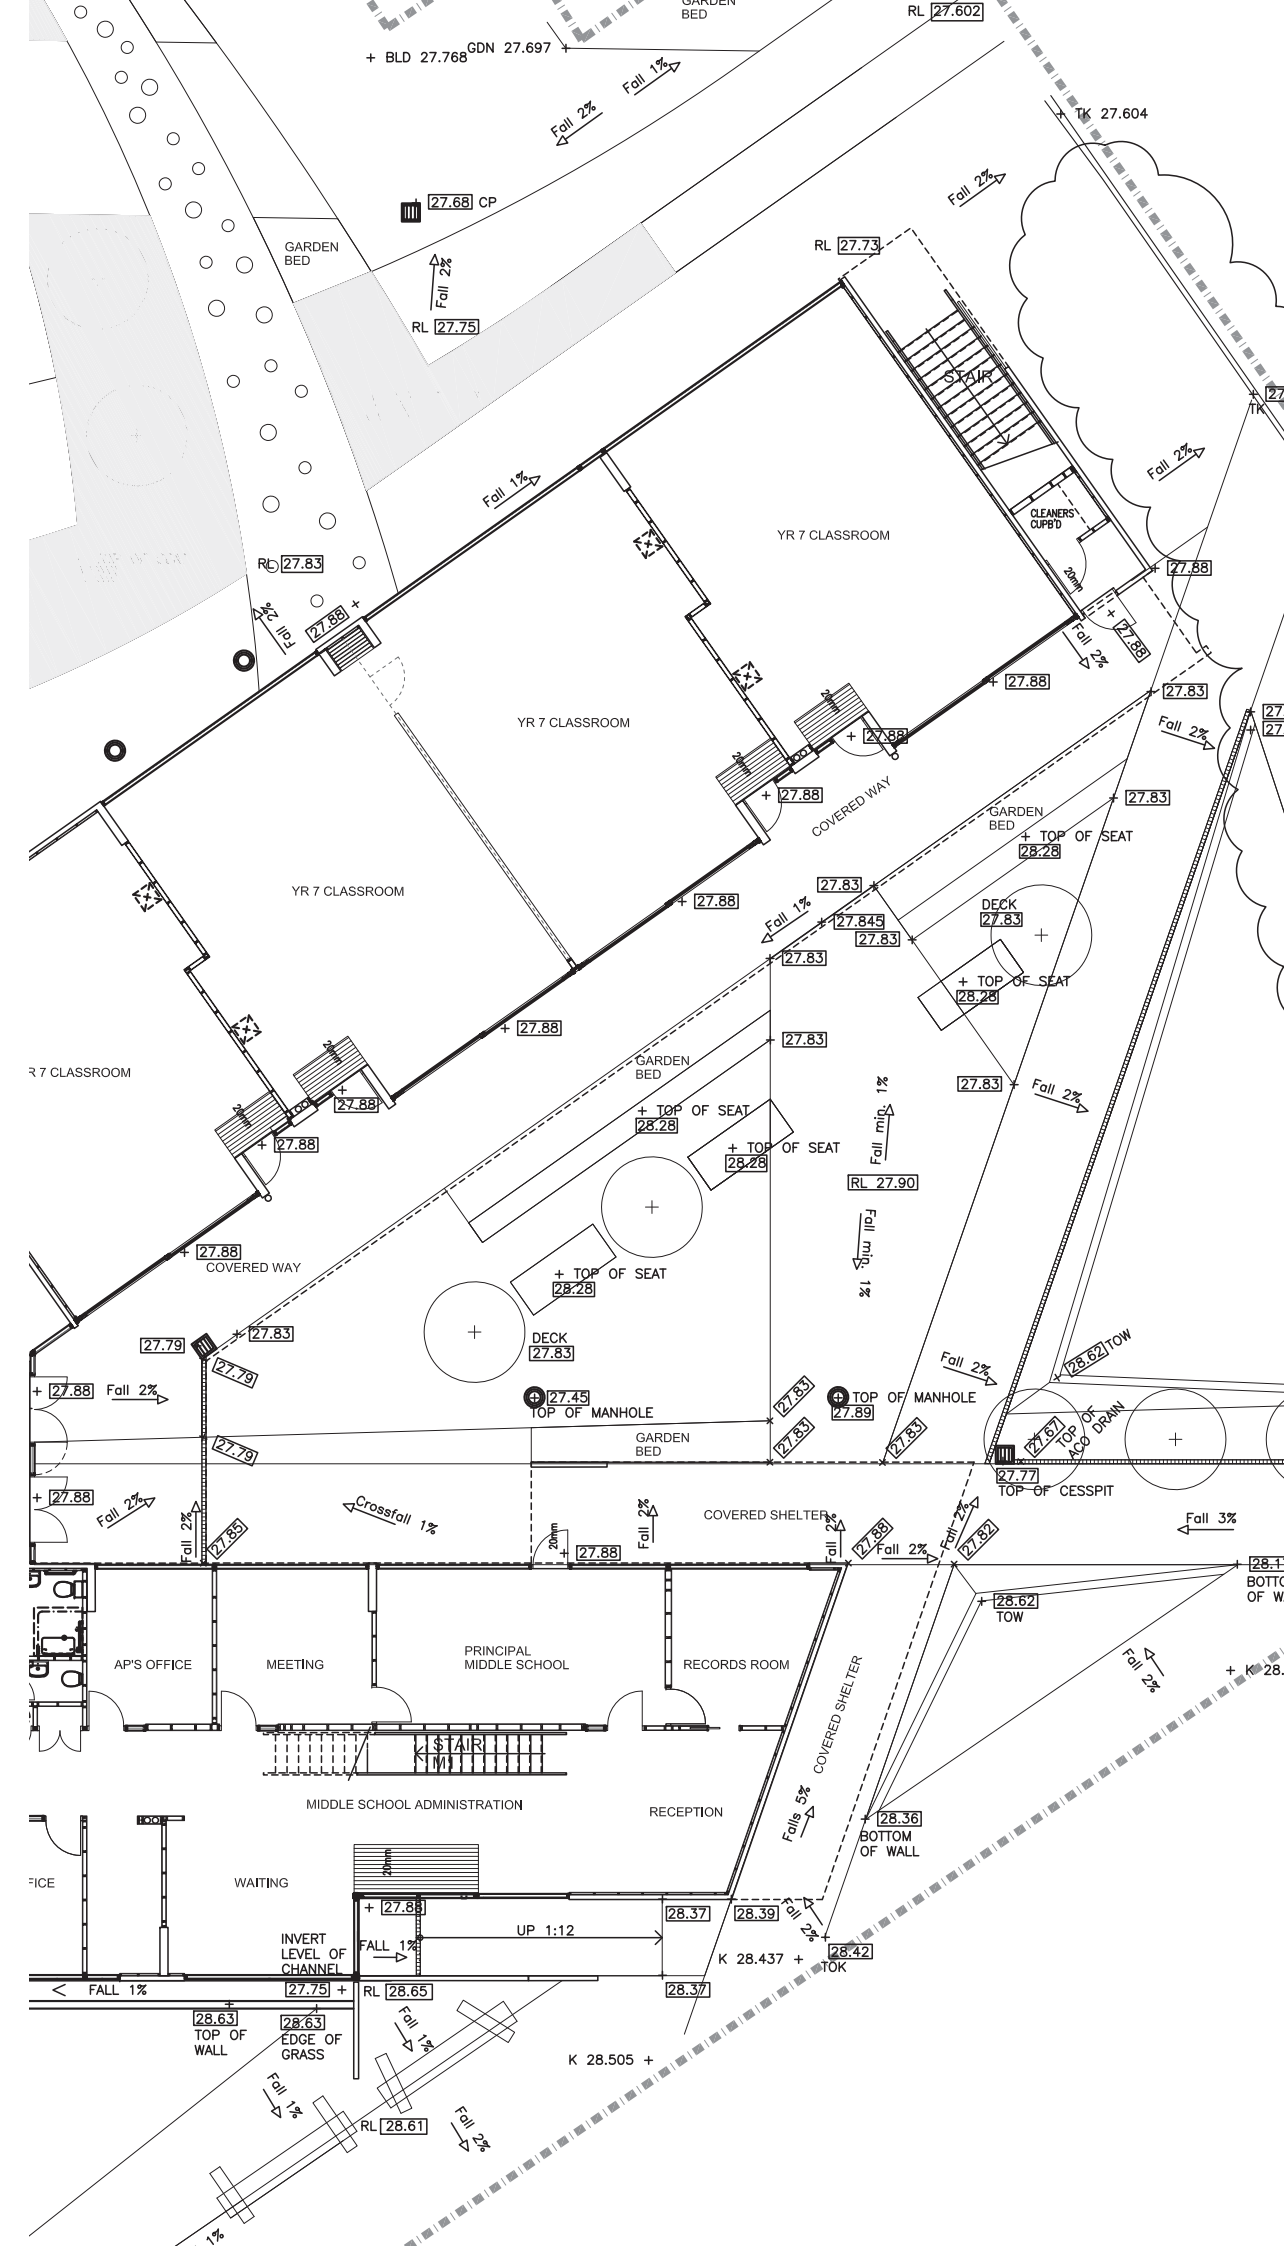 GARDEN
BED
RL 27.602
+ BLD 27.768
GDN 27.697 +
Fall 1%
Fall 2%
+ TK 27.604
Fall 2%
27.68 CP
GARDEN
BED
RL 27.73
Fall 2%
RL 27.75
STAIR
TK
Fall 1%
Fall 2%
CLEANERS
CUPB'D
YR 7 CLASSROOM
RL 27.83
27.88
20mm
Fall 2%
27.88
27.88
Fall 2%
27.88
27.83
YR 7 CLASSROOM
20mm
27.88
Fall 2%
20mm
27.88
COVERED WAY
27.83
GARDEN
BED
+ TOP OF SEAT
28.28
27.83
YR 7 CLASSROOM
27.88
Fall 1%
27.845
27.83
DECK
27.83
27.83
+ TOP OF SEAT
28.28
27.88
27.83
20mm
GARDEN
BED
R 7 CLASSROOM
27.83
Fall 2%
Fall min. 1%
27.88
20mm
+ TOP OF SEAT
28.28
27.88
+ TOP OF SEAT
28.28
RL 27.90
Fall min. 1%
27.88
COVERED WAY
+ TOP OF SEAT
28.28
27.79
27.83
DECK
27.83
28.62 TOW
27.79
Fall 2%
27.88
Fall 2%
27.45
TOP OF MANHOLE
27.83
TOP OF MANHOLE
27.89
27.83
27.83
27.67
TOP OF
ACO DRAIN
GARDEN
BED
27.79
27.77
TOP OF CESSPIT
27.88
Fall 2%
Crossfall 1%
COVERED SHELTER
Fall 2%
Fall 2%
Fall 2%
Fall 2%
Fall 3%
27.85
20mm
27.88
27.88
Fall 2%
27.82
BOTTOM
28.62
TOW
AP'S OFFICE
MEETING
PRINCIPAL
MIDDLE SCHOOL
RECORDS ROOM
Fall 2%
COVERED SHELTER
STAIR
M1
MIDDLE SCHOOL ADMINISTRATION
RECEPTION
Falls 5%
28.36
BOTTOM
OF WALL
20mm
WAITING
28.37
28.39
Fall 2%
INVERT
LEVEL OF
CHANNEL
FALL 1%
UP 1:12
K 28.437 +
28.42
TOK
< FALL 1%
27.75 +
RL 28.65
28.37
28.63
TOP OF
WALL
28.63
EDGE OF
GRASS
Fall 1%
K 28.505 +
Fall 1%
RL 28.61
Fall 2%
1%